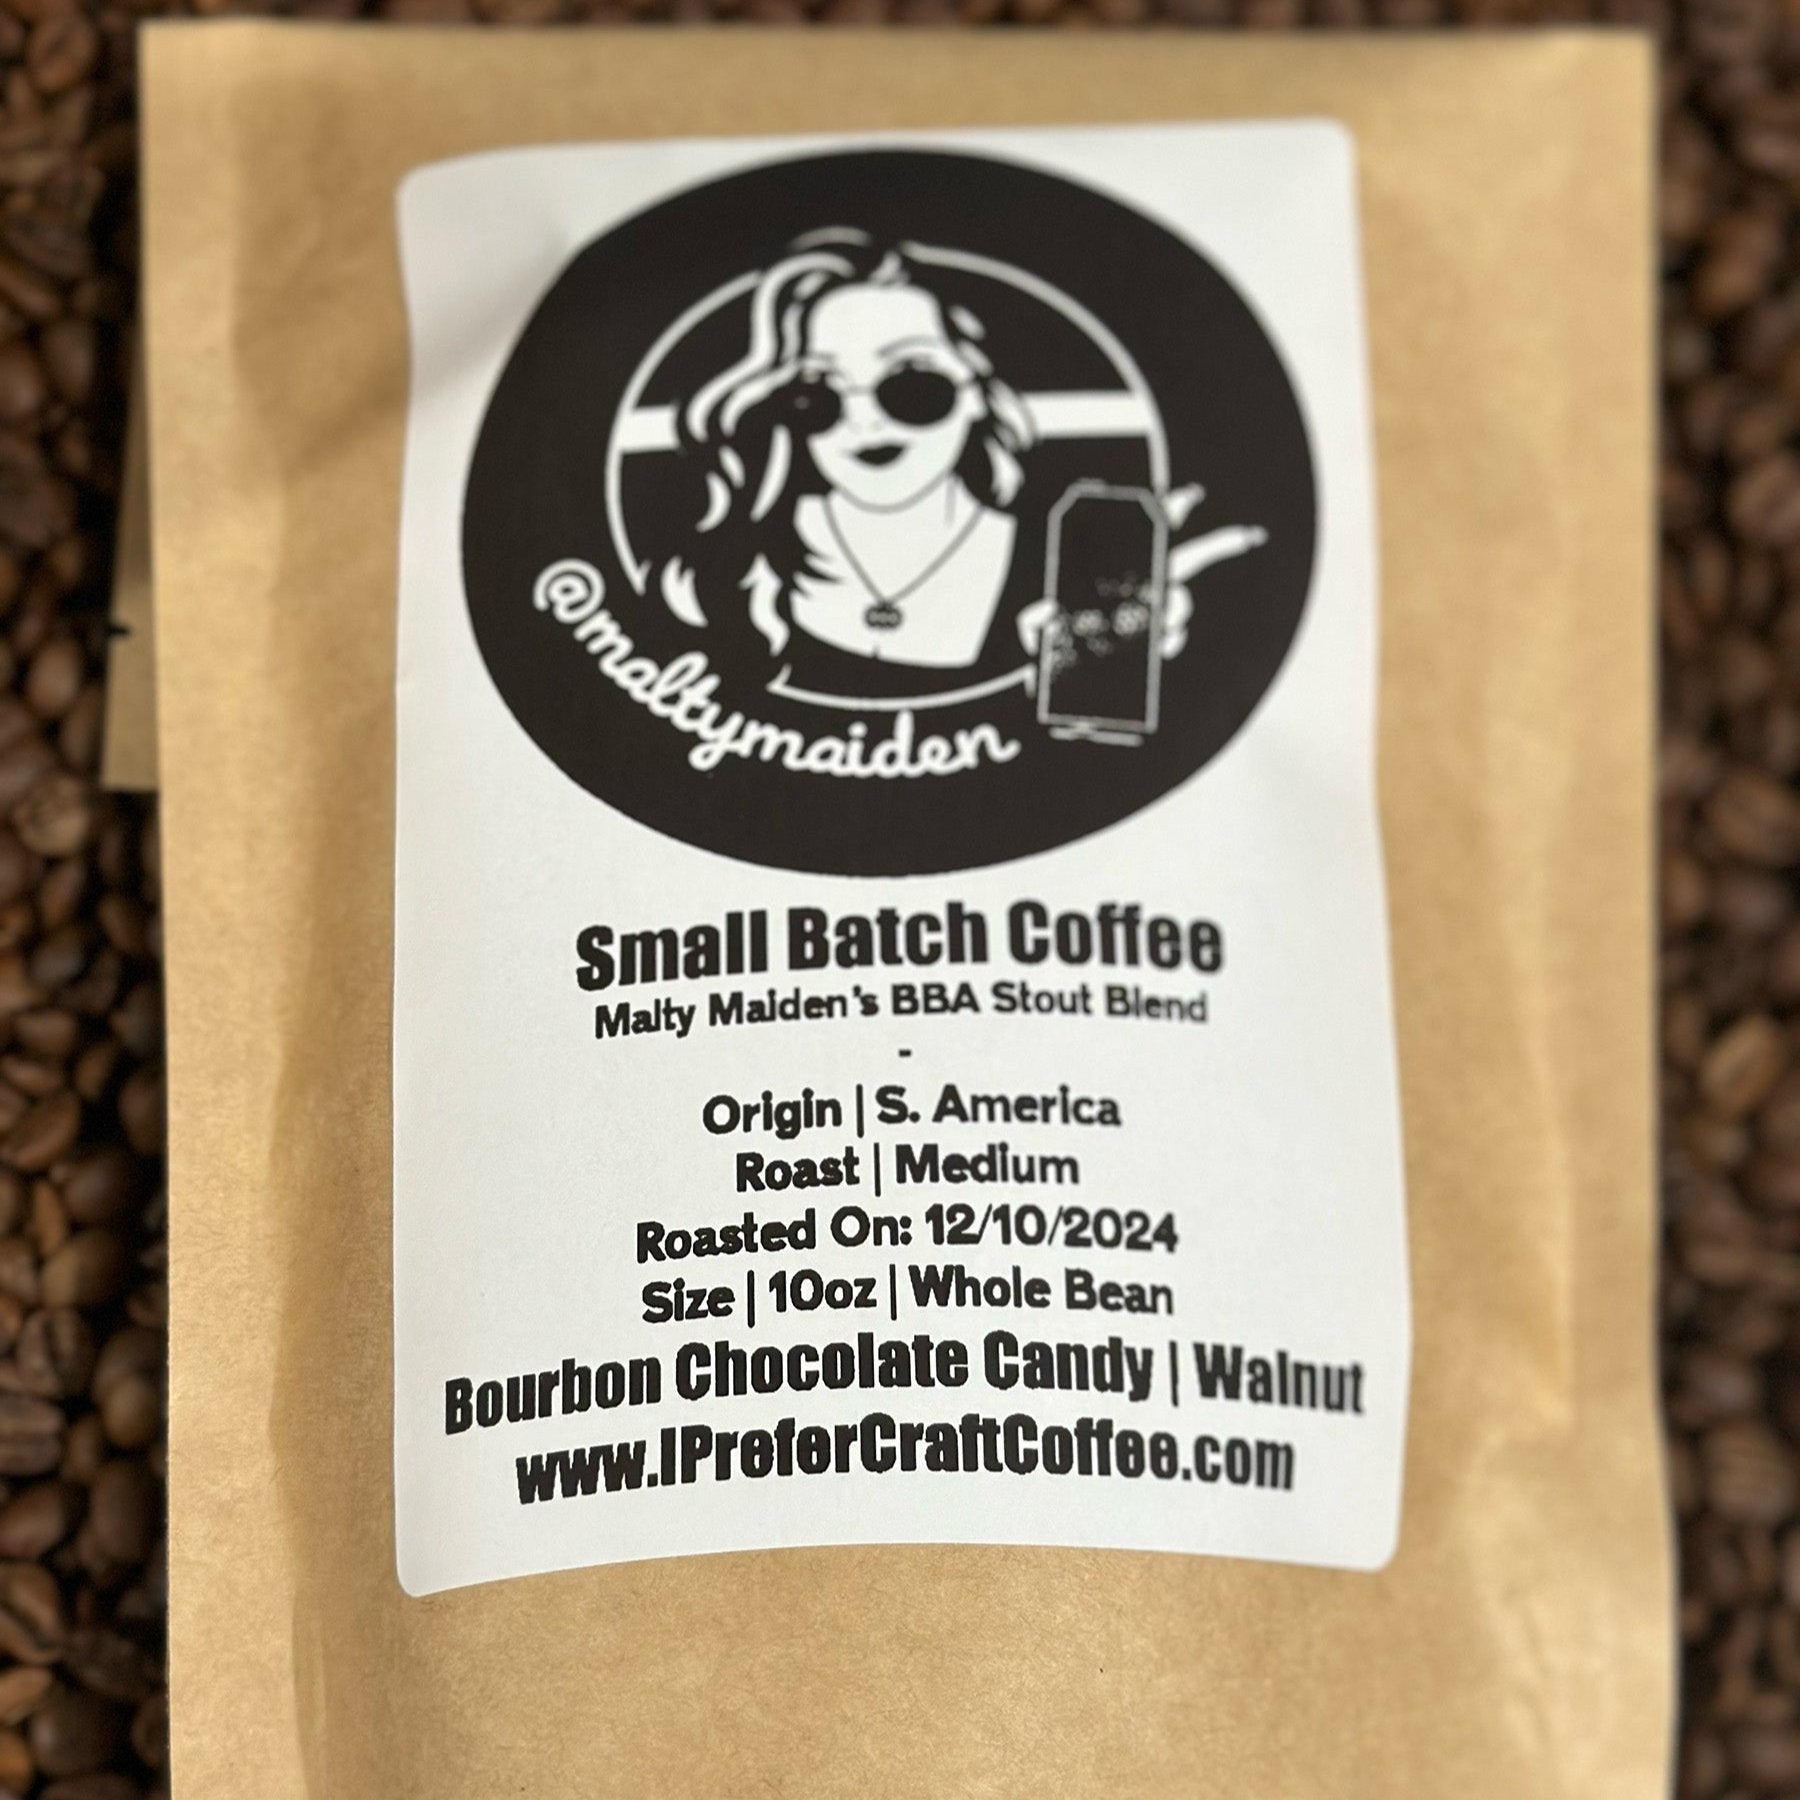 @maltymaiden
Small Batch Coffee
Malty Maiden's BBA Stout Blend
-
Origin | S. America
Roast | Medium
Roasted On: 12/10/2024
Size | 10oz | Whole Bean
Bourbon Chocolate Candy | Walnut
www.IPreferCraftCoffee.com